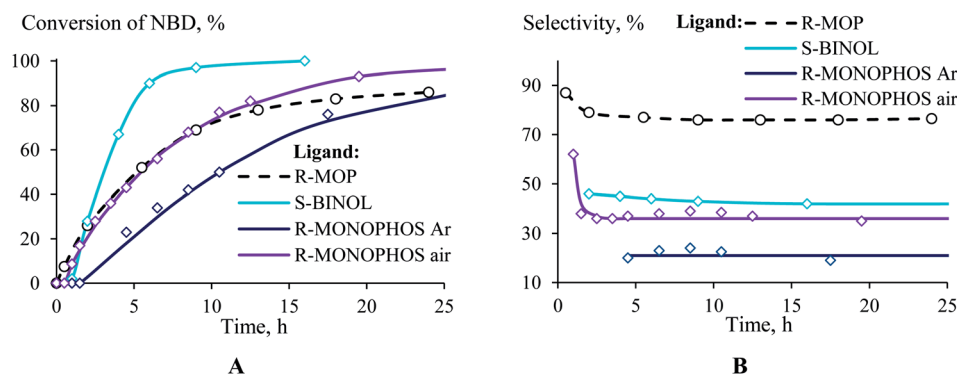 Conversion of NBD, %
100
80
60
40
20
0
0
5
10
15
20
25
Time, h
Ligand:
R-MOP
S-BINOL
R-MONOPHOS Ar
R-MONOPHOS air
A
Selectivity, %
Ligand:
R-MOP
S-BINOL
R-MONOPHOS Ar
R-MONOPHOS air
90
70
50
30
10
0
5
10
15
20
25
Time, h
B